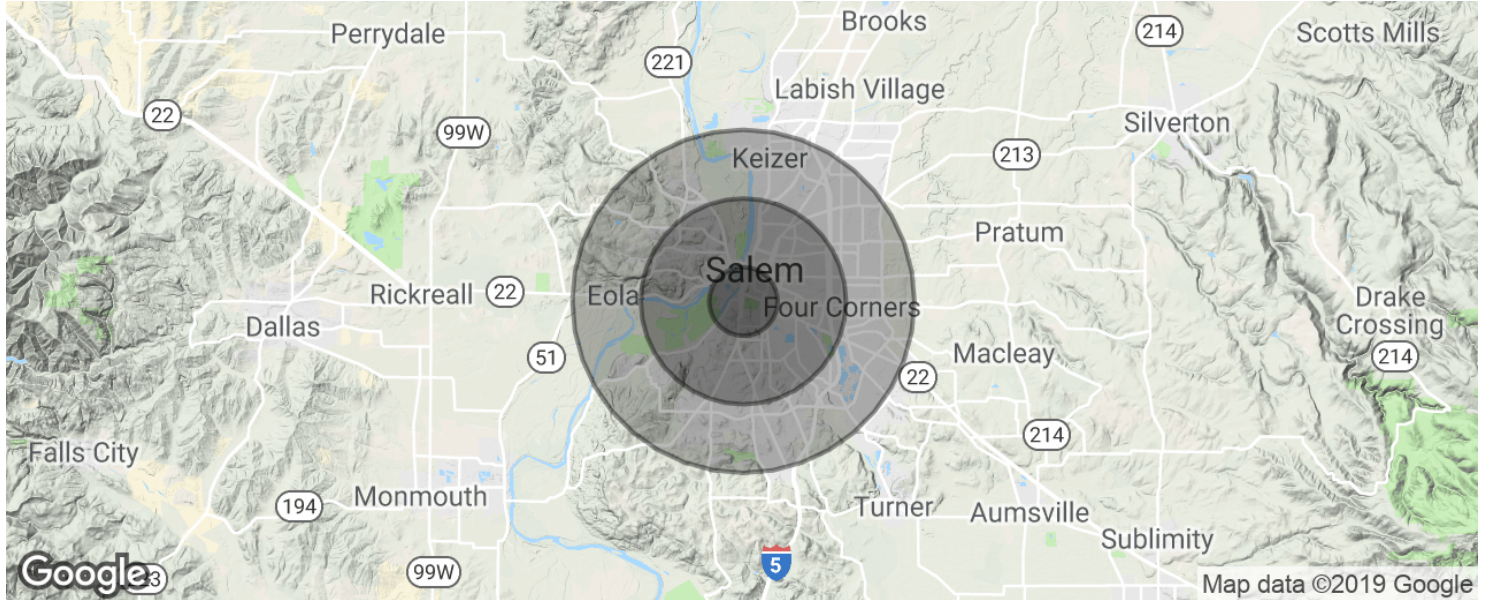 Brooks
214
Scotts Mills
Perrydale
221
Labish Village
22
99W
Silverton
213
Keizer
Pratum
Salem
Rickreall
22
Eola
Four Corners
Drake
Crossing
Dallas
51
Macleay
214
22
214
Falls City
Monmouth
194
Turner
Aumsville
Sublimity
5
99W
Google
Map data ©2019 Google